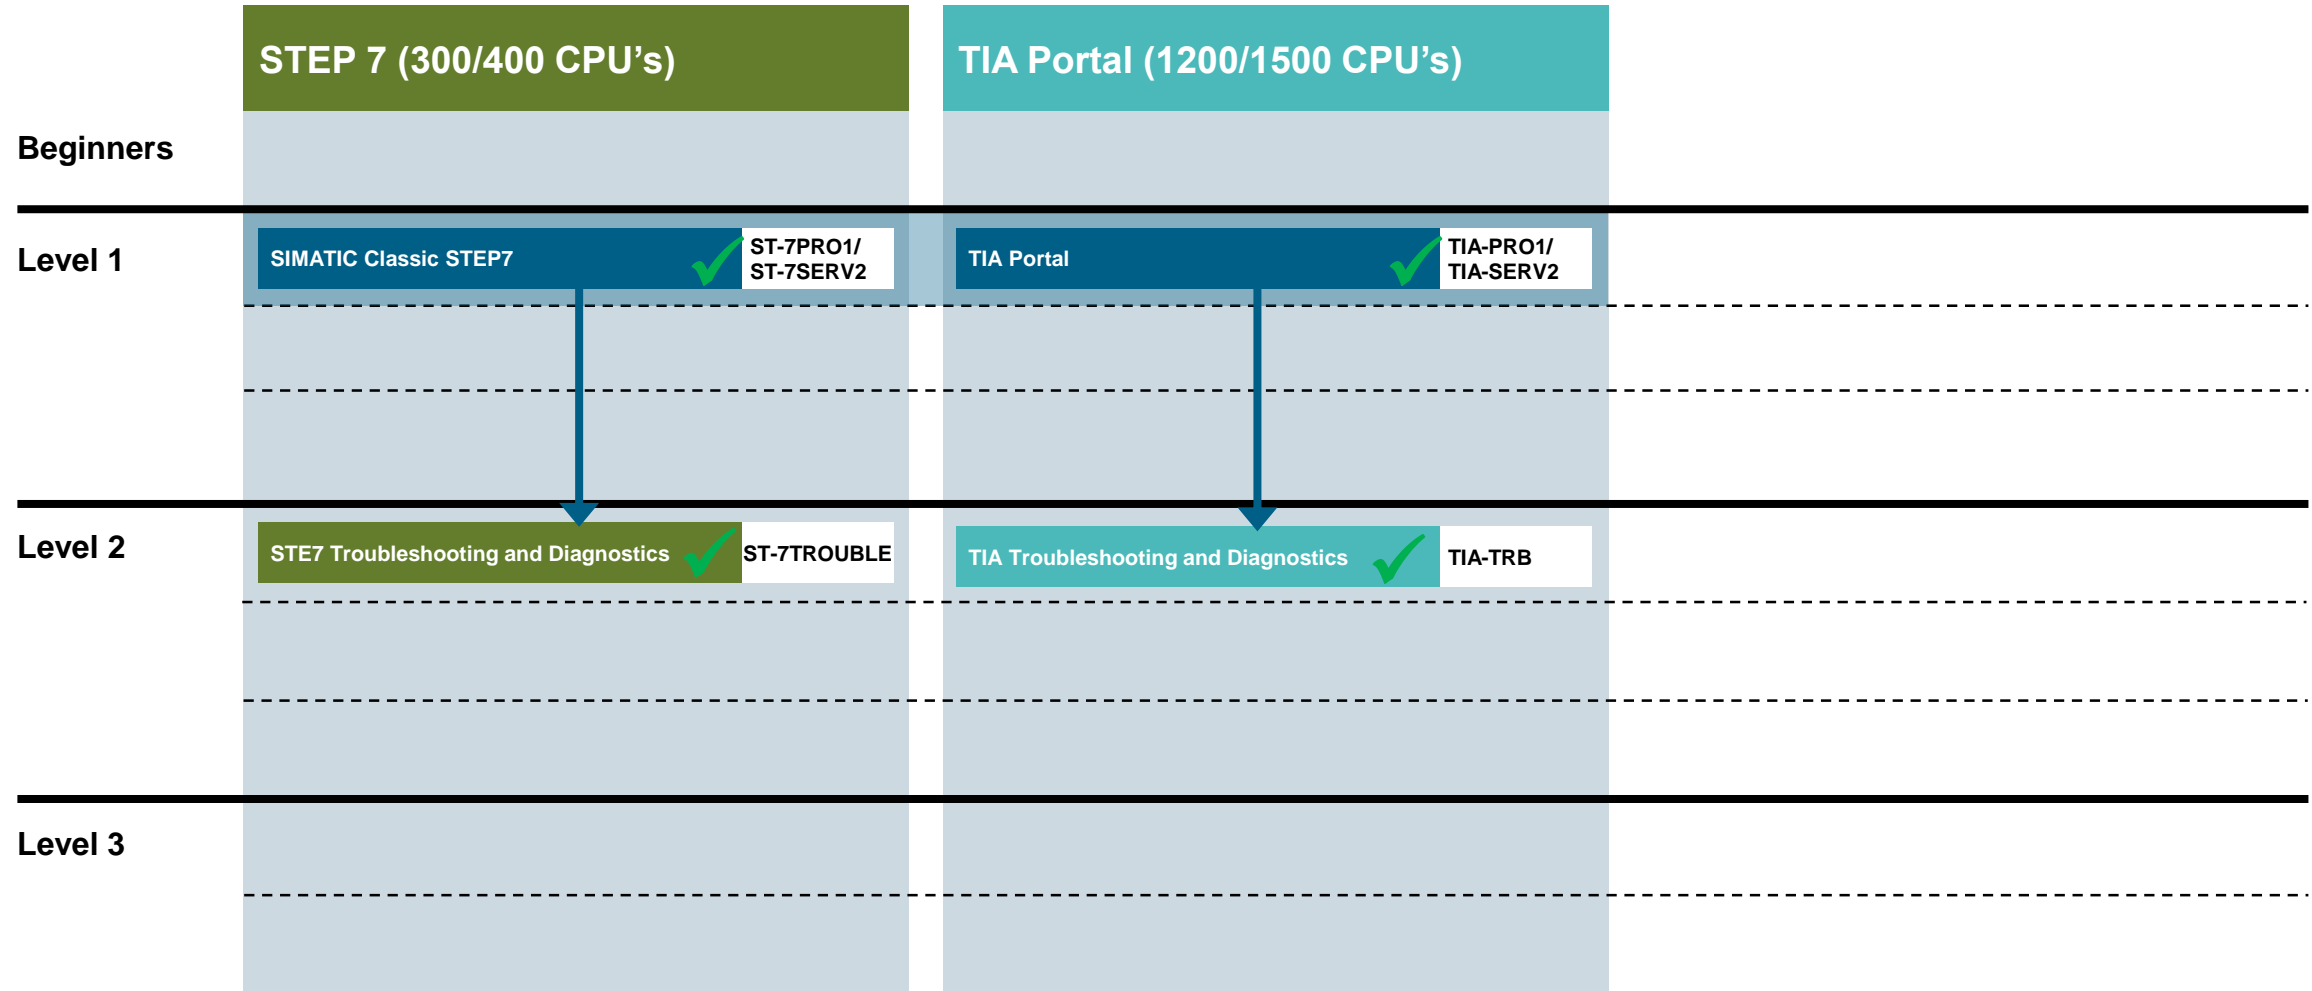 STEP 7 (300/400 CPU’s)
TIA Portal (1200/1500 CPU’s)
Beginners
Level 1
SIMATIC Classic STEP7
ST-7PRO1/
ST-7SERV2
TIA Portal
TIA-PRO1/
TIA-SERV2
Level 2
STE7 Troubleshooting and Diagnostics
ST-7TROUBLE
TIA Troubleshooting and Diagnostics
TIA-TRB
Level 3